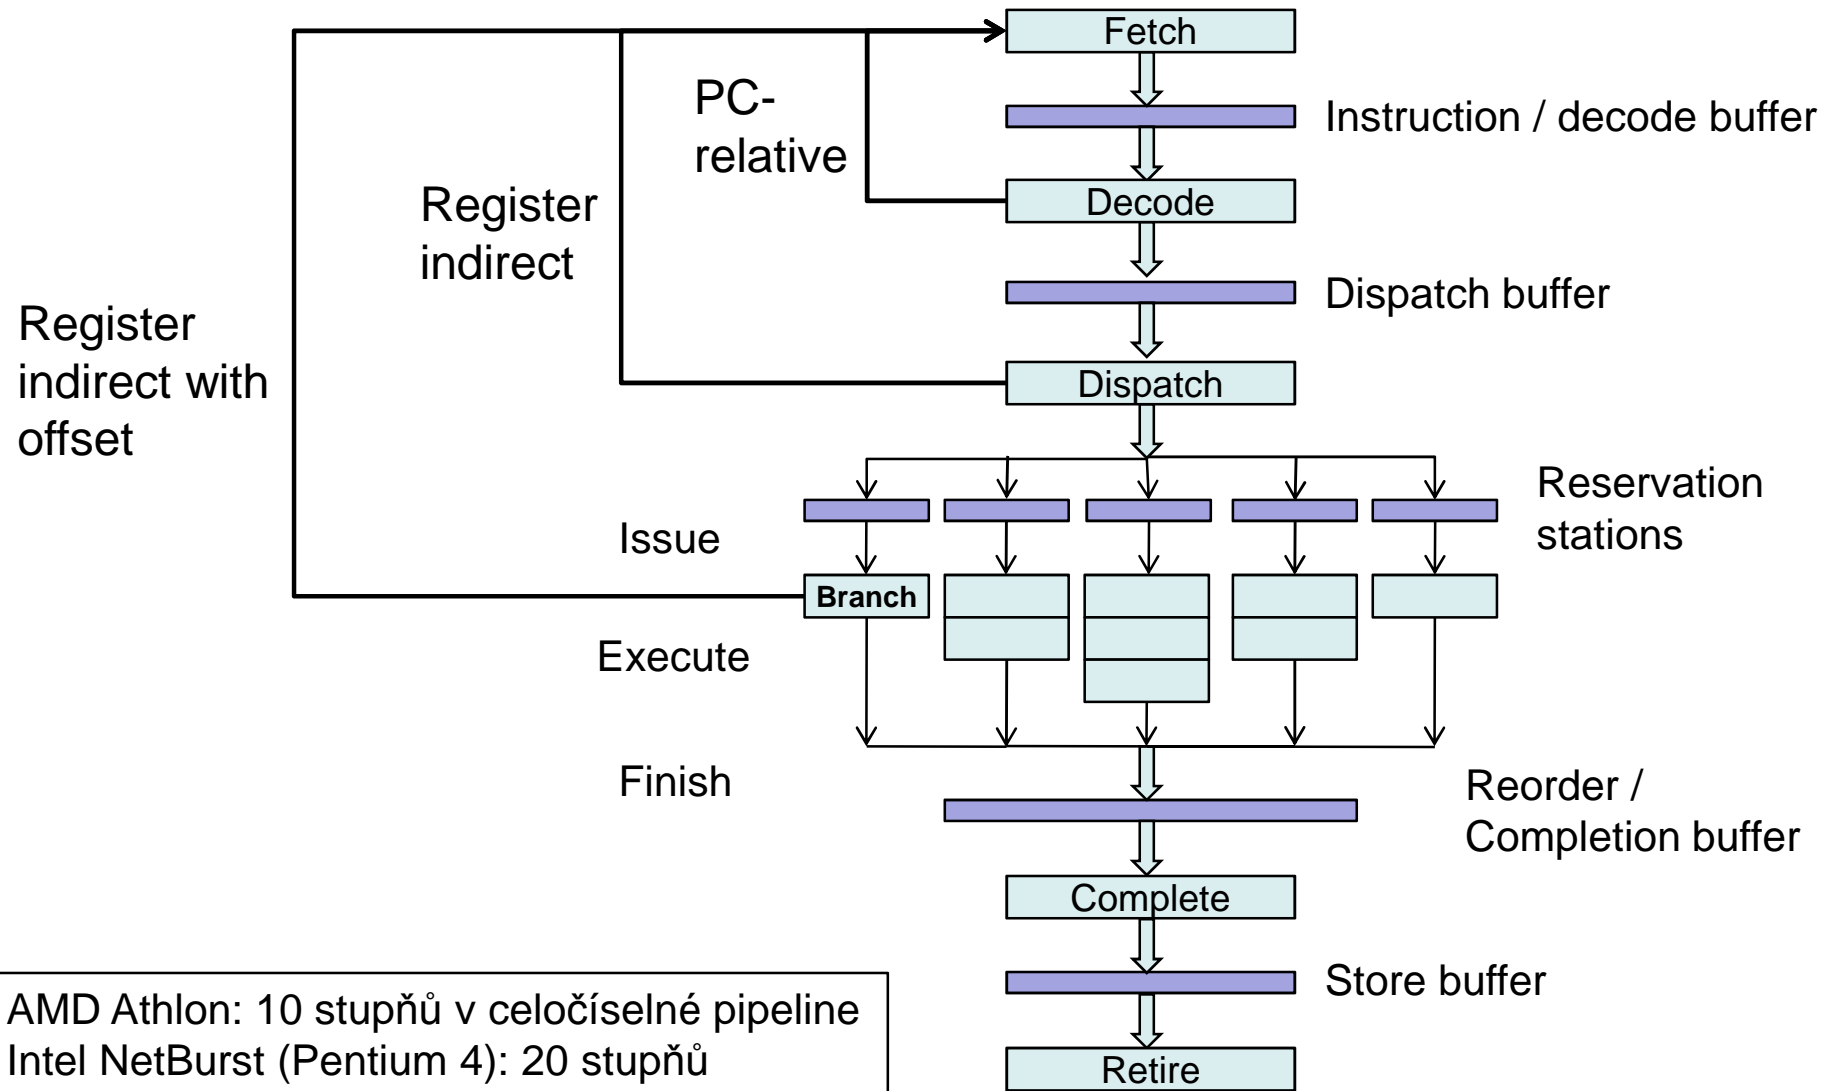 Fetch
PC-
relative
Instruction / decode buffer
Decode
Register
indirect
Dispatch buffer
Register
indirect with
offset
Dispatch
Reservation
stations
Issue
Branch
Execute
Finish
Reorder /
Completion buffer
Complete
Store buffer
AMD Athlon: 10 stupňů v celočíselné pipeline
Intel NetBurst (Pentium 4): 20 stupňů
Retire